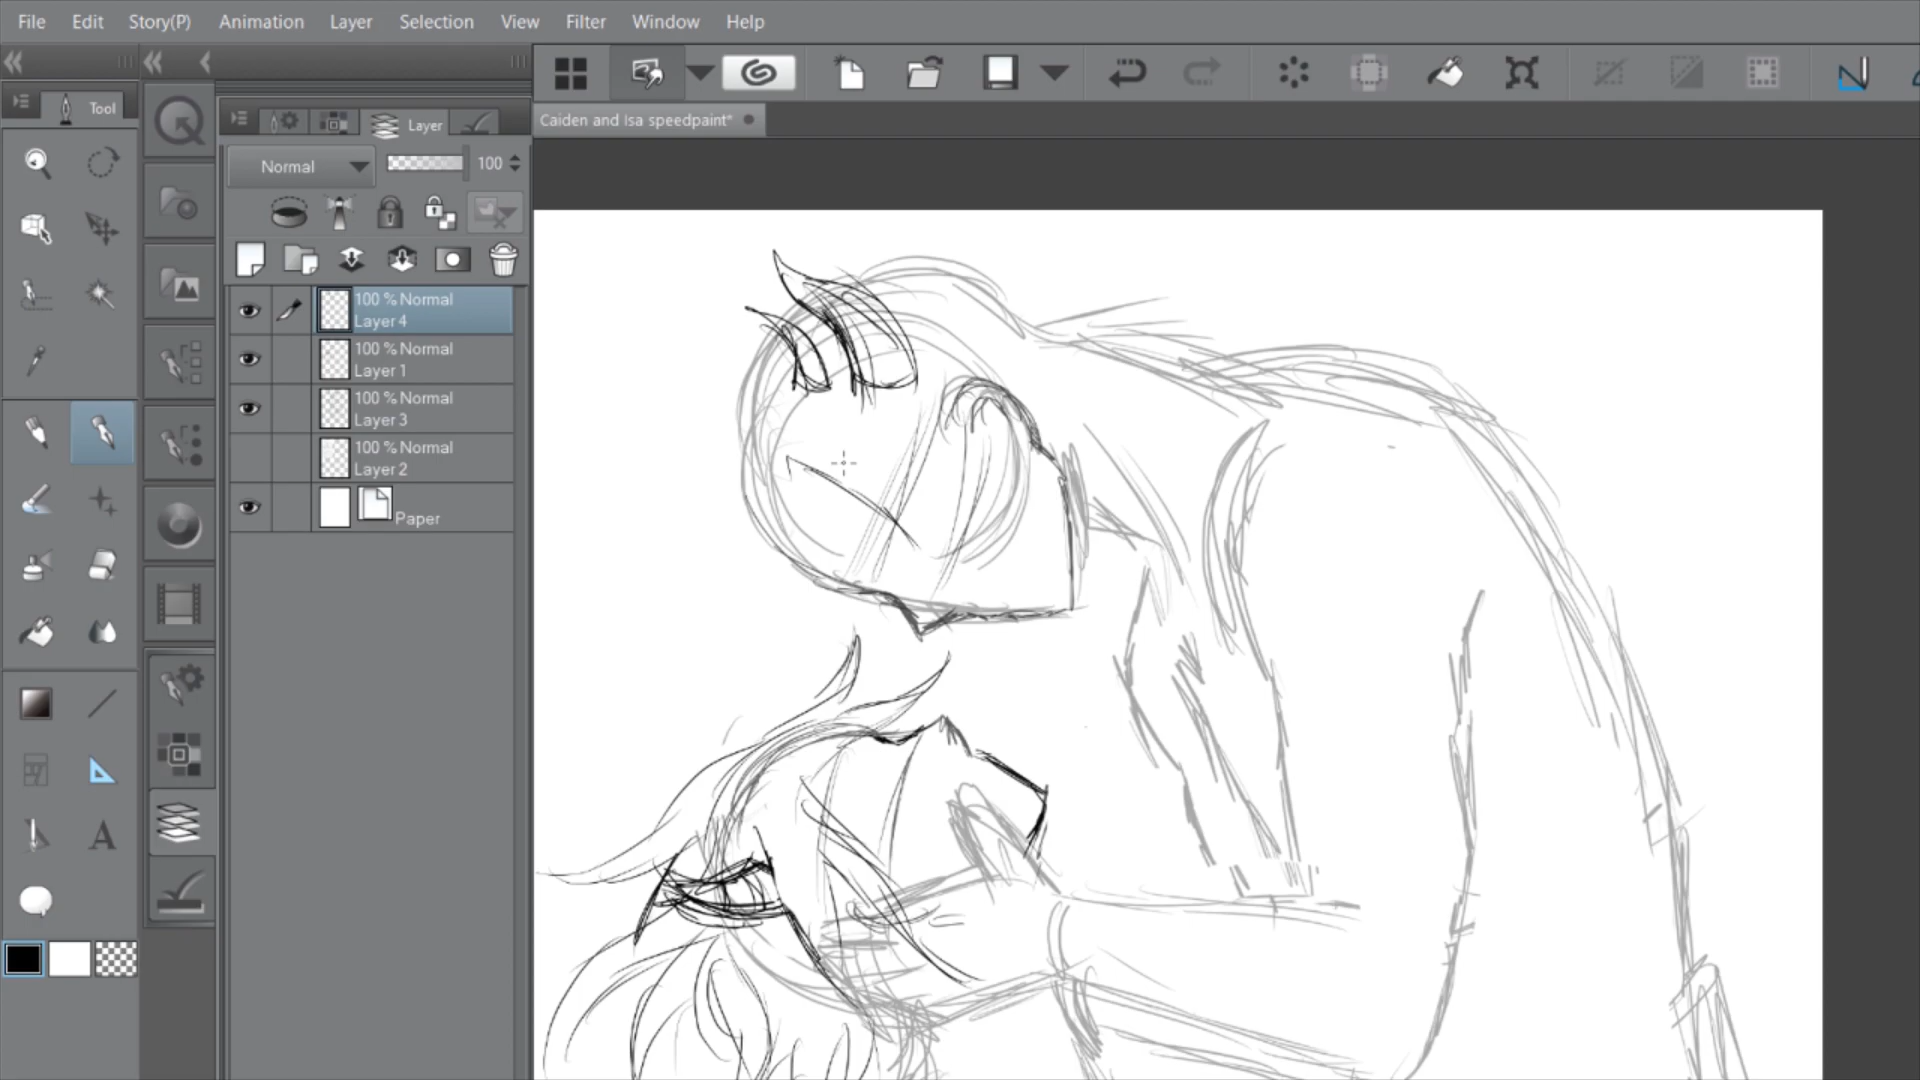 File Edit Story(P) Animation Layer Selection View Filter Window Help
Tool
Layer
Caiden and Isa speedpaint*
Normal 100
100 % Normal
Layer 4
100 % Normal
Layer 1
100 % Normal
Layer 3
100 % Normal
Layer 2
Paper
A